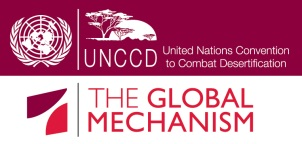 UNCCD
United Nations Convention
to Combat Desertification
THE GLOBAL
MECHANISM